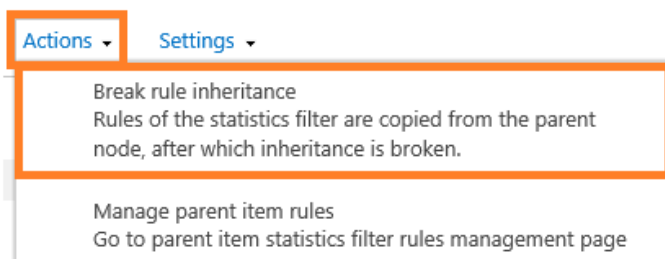 Actions Settings
Break rule inheritance
Rules of the statistics filter are copied from the parent
node, after which inheritance is broken.
Manage parent item rules
Go to parent item statistics filter rules management page